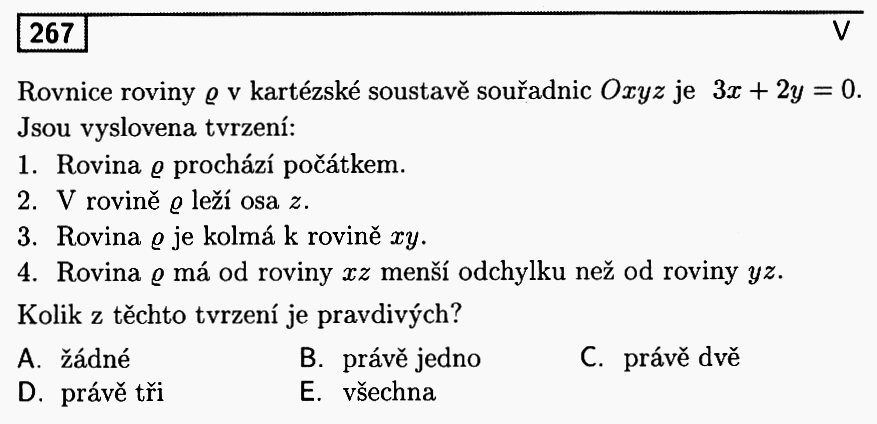 267 V
Rovnice roviny ϱ v kartézské soustavě souřadnic Oxyz je 3x + 2y = 0.
Jsou vyslovena tvrzení:
1. Rovina ϱ prochází počátkem.
2. V rovině ϱ leží osa z.
3. Rovina ϱ je kolmá k rovině xy.
4. Rovina ϱ má od roviny xz menší odchylku než od roviny yz.
Kolik z těchto tvrzení je pravdivých?
A. žádné B. právě jedno C. právě dvě
D. právě tři E. všechna